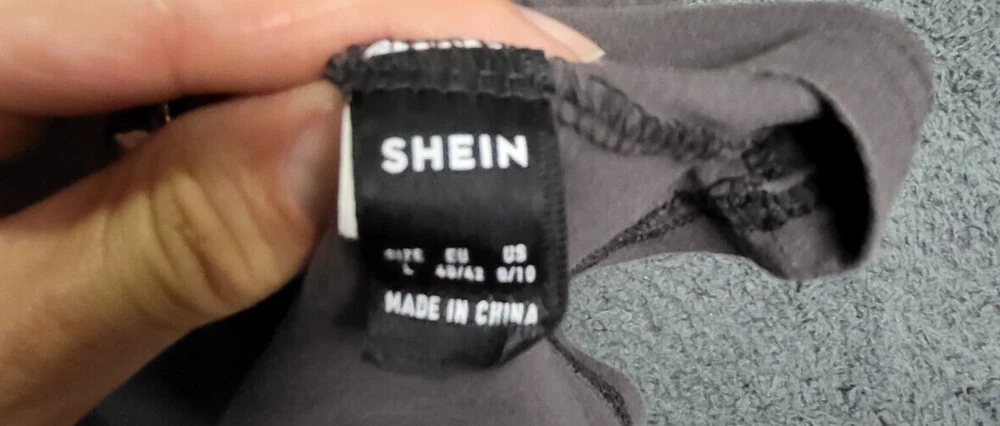 SHEIN
SIZE EU US
L 40/42 8/10
MADE IN CHINA